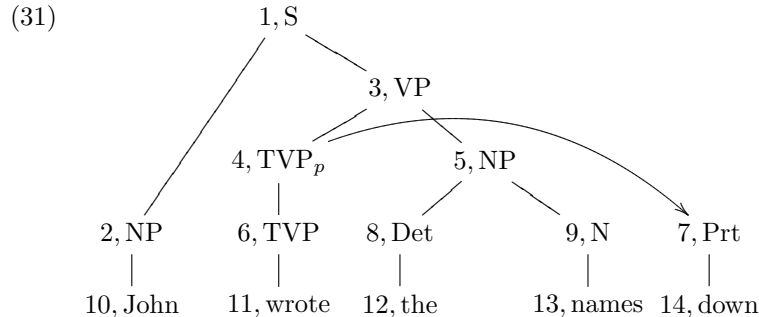 (31) 1, S
3, VP
4, TVPₚ 5, NP
2, NP 6, TVP 8, Det 9, N 7, Prt
10, John 11, wrote 12, the 13, names 14, down